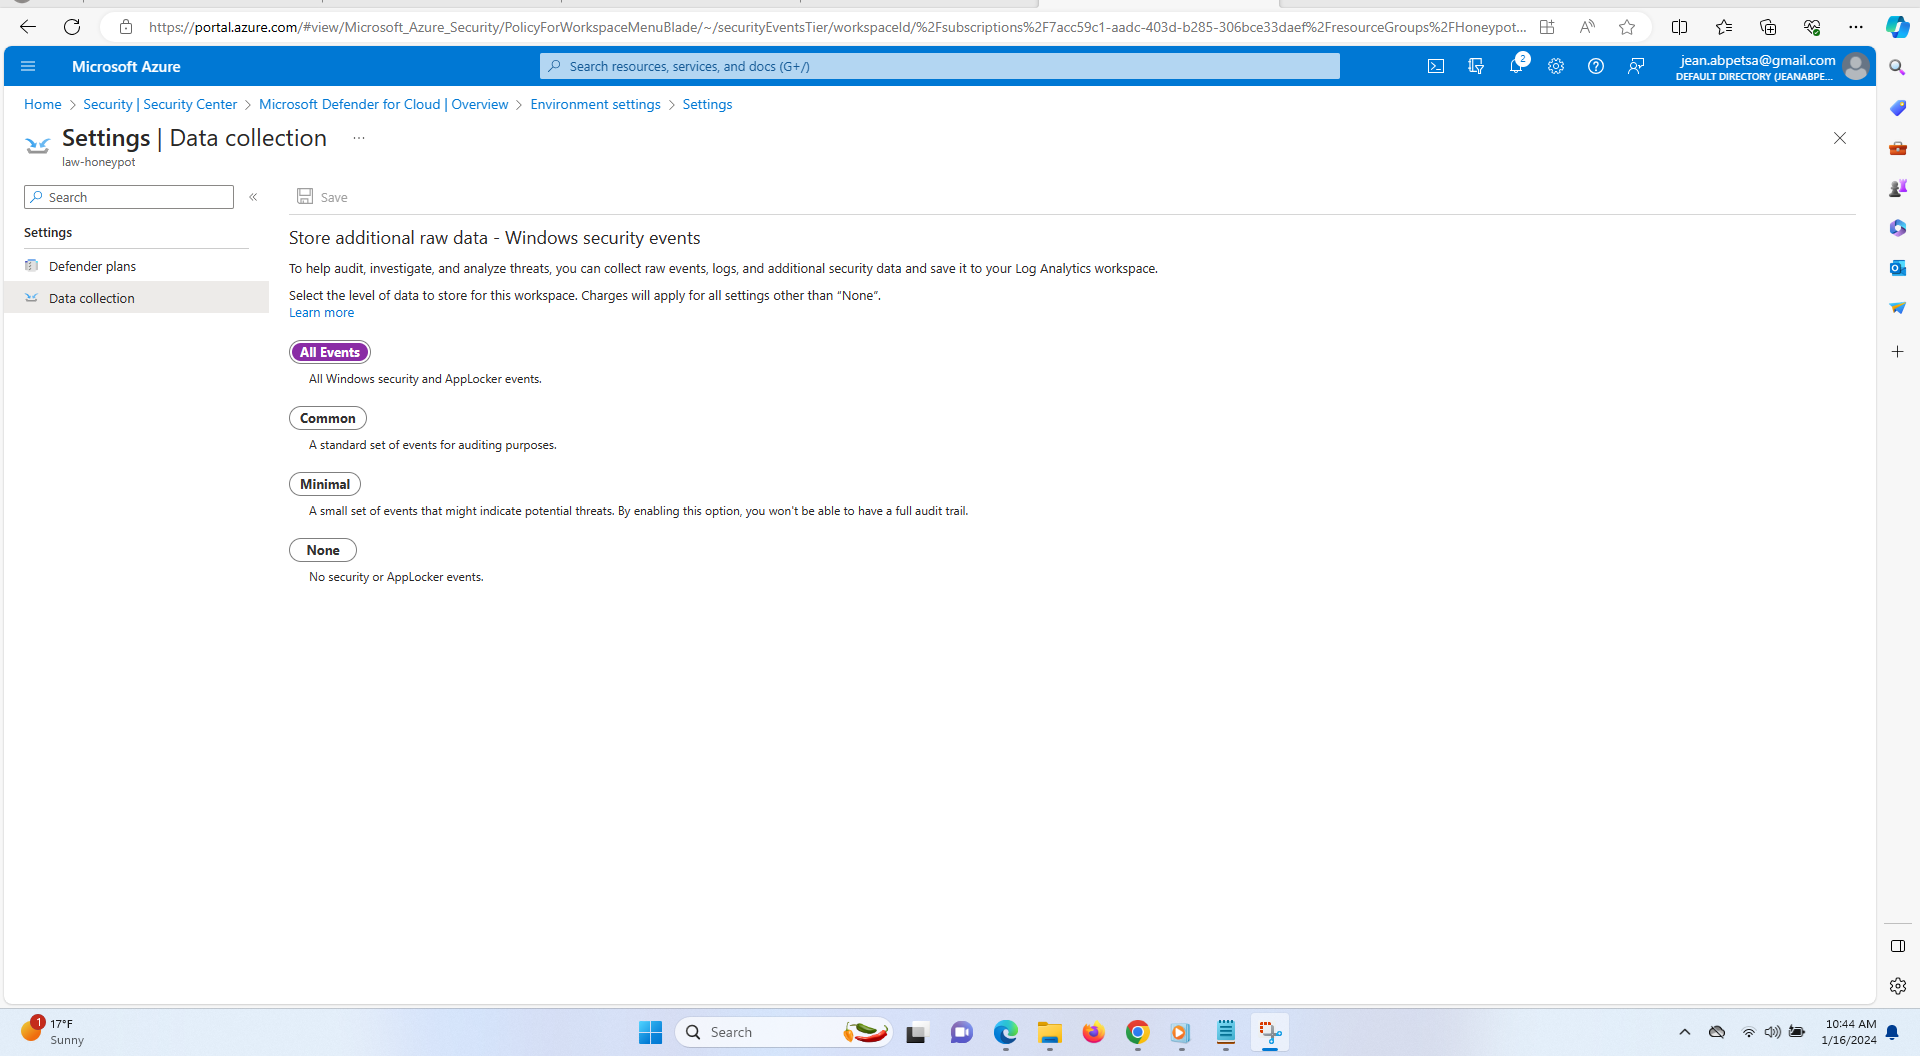 https://portal.azure.com/#view/Microsoft_Azure_Security/PolicyForWorkspaceMenuBlade/~/securityEventsTier/workspaceId/%2Fsubscriptions%2F7acc59c1-aadc-403d-b285-306bce33daef%2FresourceGroups%2FHoneypot...
Microsoft Azure
Search resources, services, and docs (G+/)
2
jean.abpetsa@gmail.com
DEFAULT DIRECTORY (JEANABPE...
Home > Security | Security Center > Microsoft Defender for Cloud | Overview > Environment settings > Settings
Settings | Data collection ...
law-honeypot
Search
«
Save
Settings
Defender plans
Data collection
Store additional raw data - Windows security events
To help audit, investigate, and analyze threats, you can collect raw events, logs, and additional security data and save it to your Log Analytics workspace.
Select the level of data to store for this workspace. Charges will apply for all settings other than “None”.
Learn more
All Events
All Windows security and AppLocker events.
Common
A standard set of events for auditing purposes.
Minimal
A small set of events that might indicate potential threats. By enabling this option, you won't be able to have a full audit trail.
None
No security or AppLocker events.
1
17°F
Sunny
Search
10:44 AM
1/16/2024